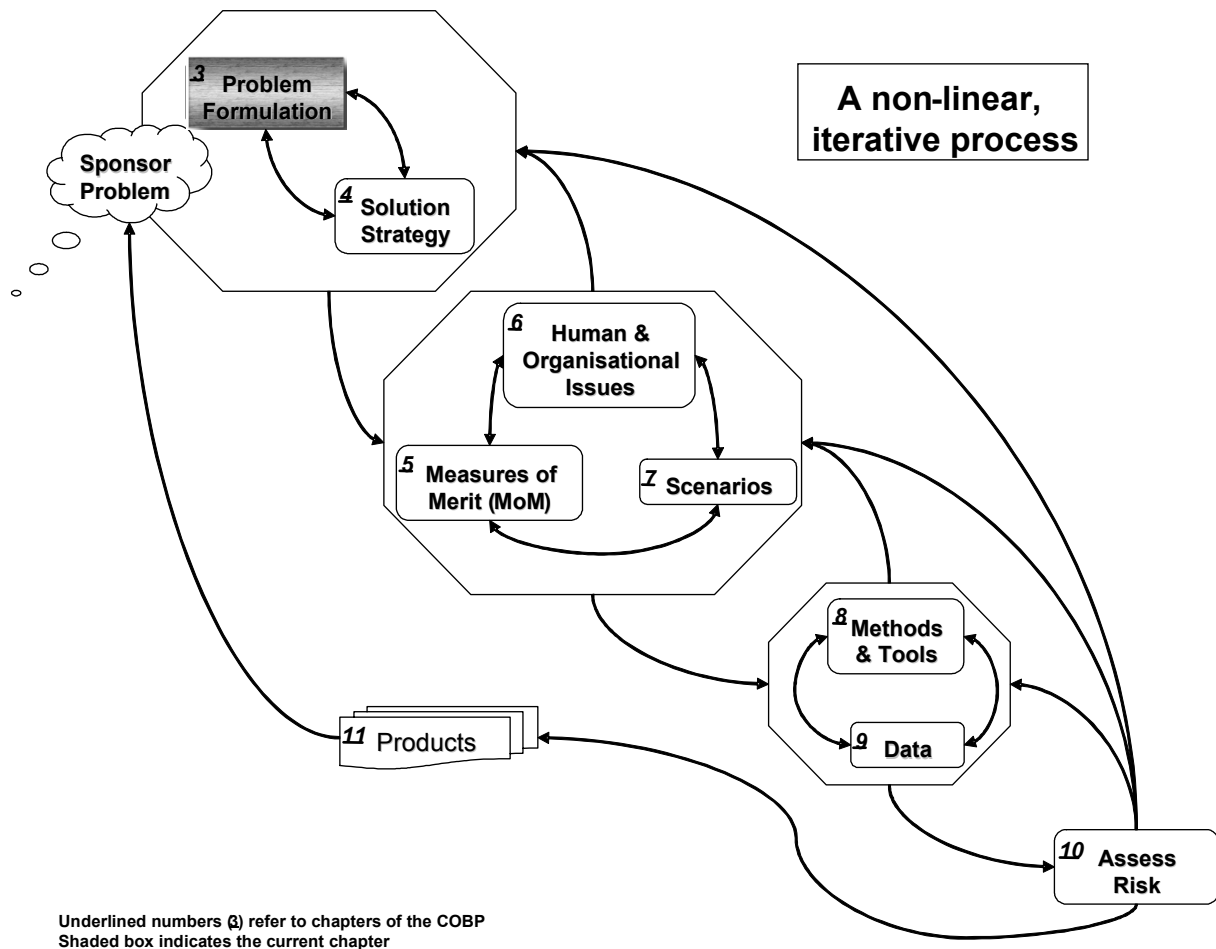 A non-linear,
iterative process
Sponsor
Problem
3
Problem
Formulation
4
Solution
Strategy
6
Human &
Organisational
Issues
5
Measures of
Merit (MoM)
7
Scenarios
8
Methods
& Tools
9
Data
10
Assess
Risk
11 Products
Underlined numbers (3) refer to chapters of the COBP
Shaded box indicates the current chapter